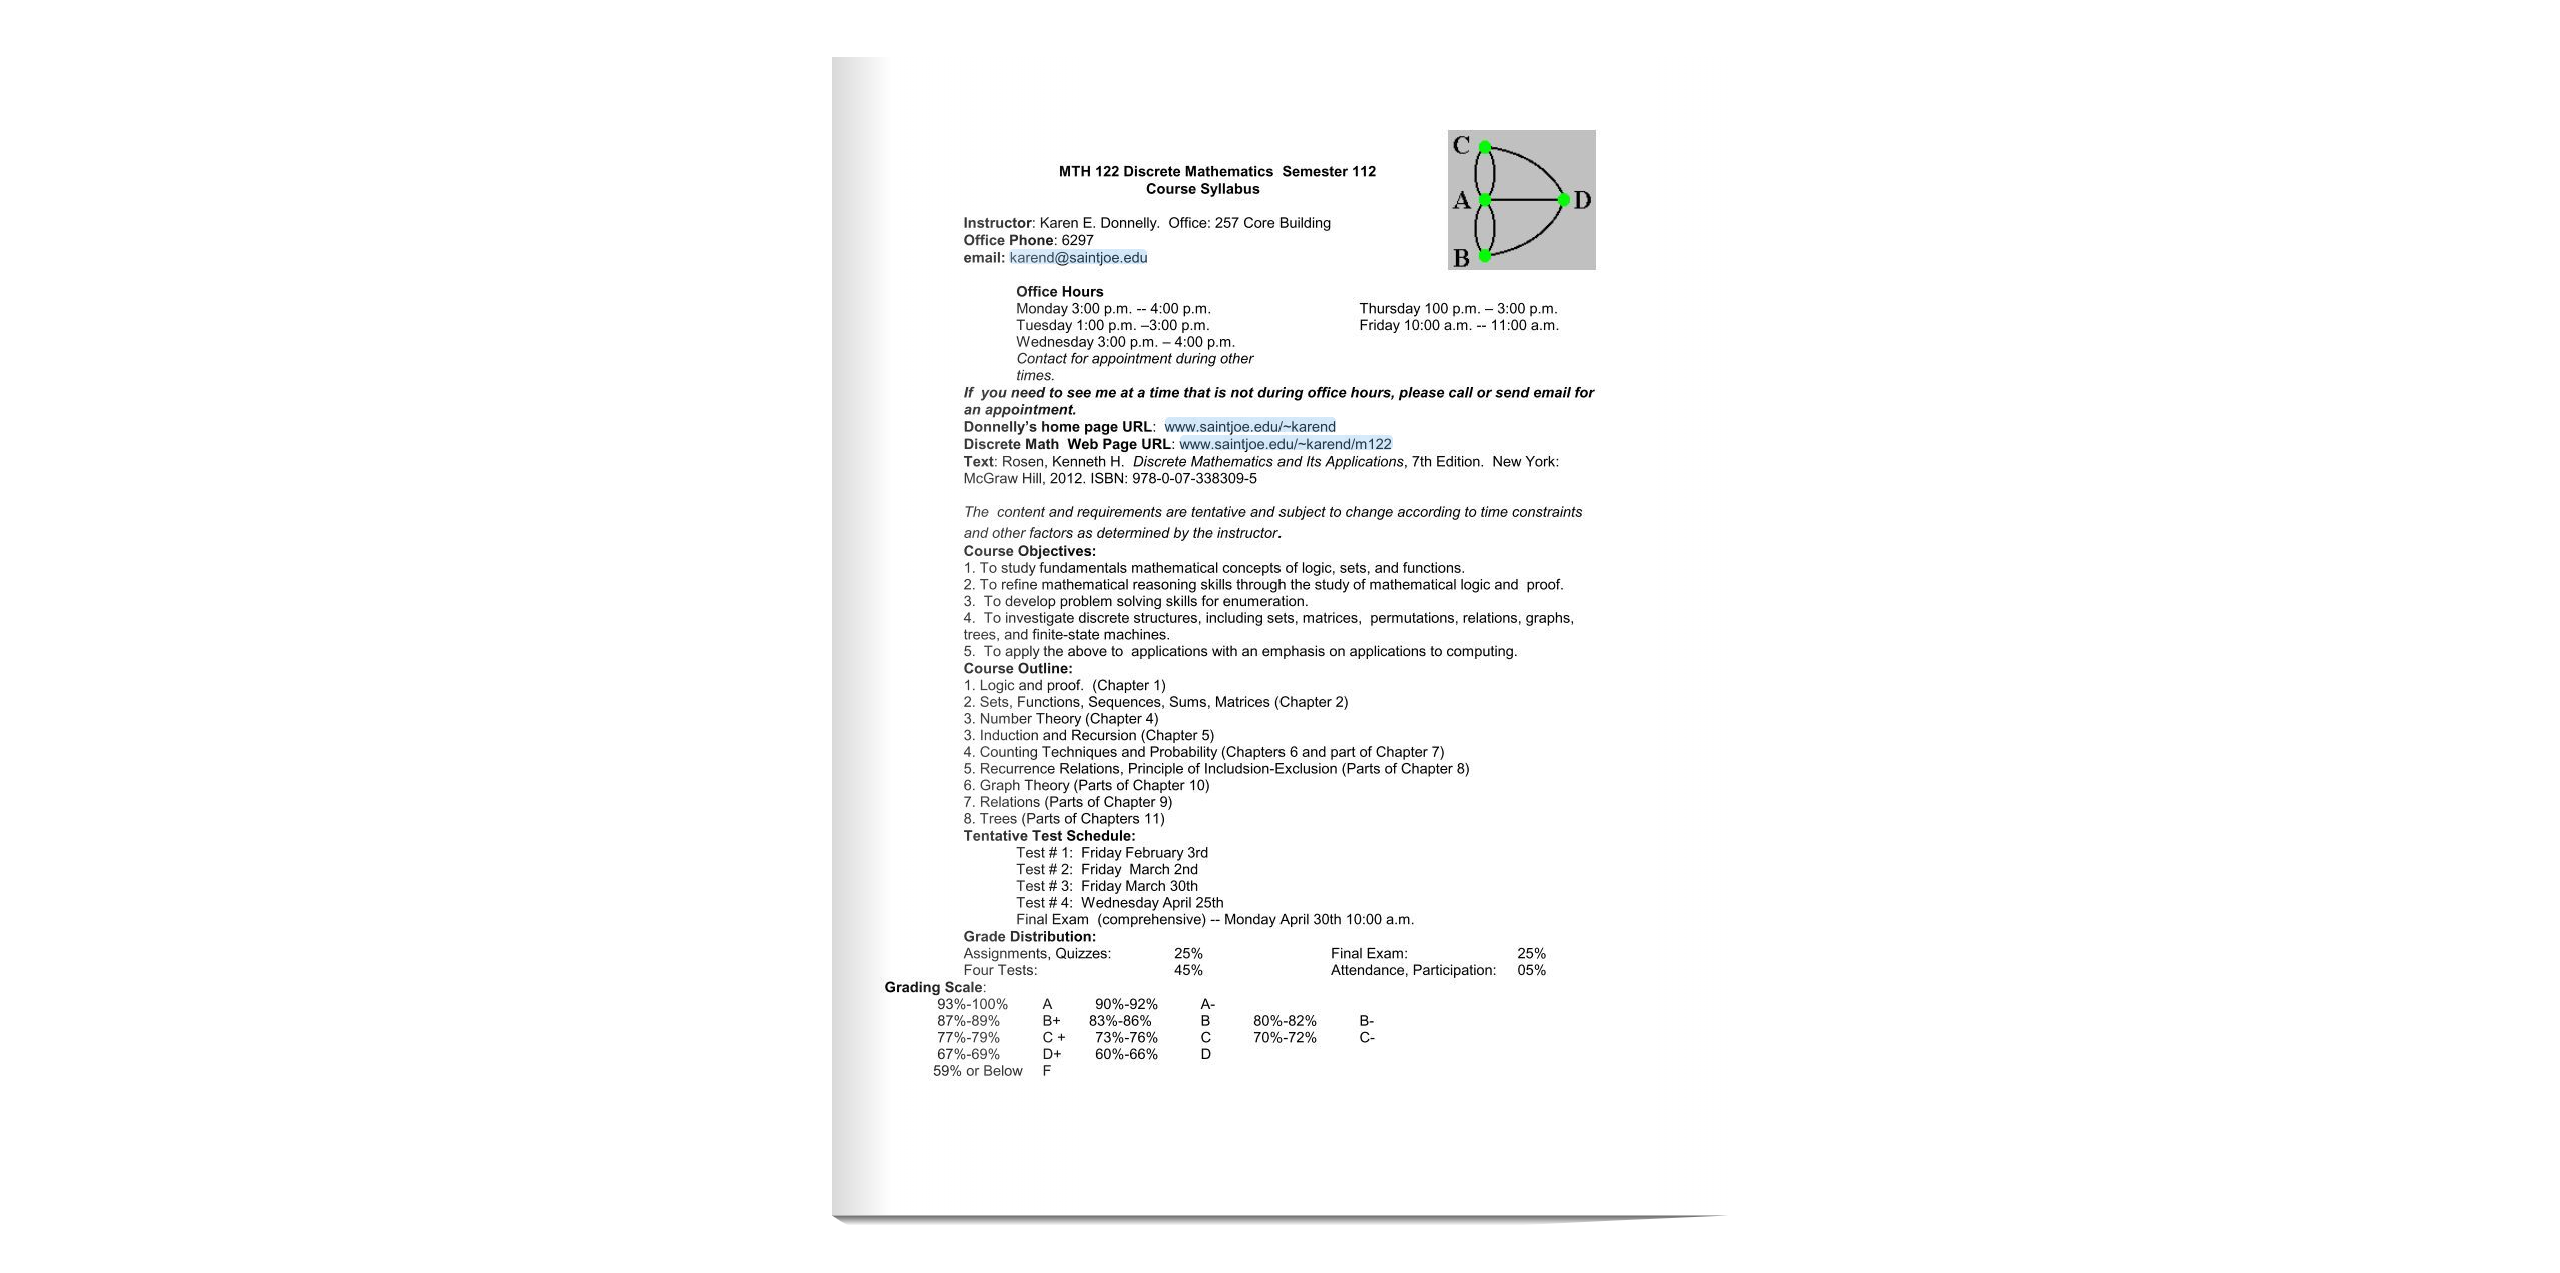 C
MTH 122 Discrete Mathematics  Semester 112
Course Syllabus
A D
Instructor: Karen E. Donnelly.  Office: 257 Core Building
Office Phone: 6297
email: karend@saintjoe.edu
B
Office Hours
Monday 3:00 p.m. -- 4:00 p.m. Thursday 100 p.m. – 3:00 p.m.
Tuesday 1:00 p.m. –3:00 p.m. Friday 10:00 a.m. -- 11:00 a.m.
Wednesday 3:00 p.m. – 4:00 p.m.
Contact for appointment during other
times.
If  you need to see me at a time that is not during office hours, please call or send email for
an appointment.
Donnelly’s home page URL:  www.saintjoe.edu/~karend
Discrete Math  Web Page URL: www.saintjoe.edu/~karend/m122
Text: Rosen, Kenneth H.  Discrete Mathematics and Its Applications, 7th Edition.  New York:
McGraw Hill, 2012. ISBN: 978-0-07-338309-5
The  content and requirements are tentative and subject to change according to time constraints
and other factors as determined by the instructor.
Course Objectives:
1. To study fundamentals mathematical concepts of logic, sets, and functions.
2. To refine mathematical reasoning skills through the study of mathematical logic and  proof.
3.  To develop problem solving skills for enumeration.
4.  To investigate discrete structures, including sets, matrices,  permutations, relations, graphs,
trees, and finite-state machines.
5.  To apply the above to  applications with an emphasis on applications to computing.
Course Outline:
1. Logic and proof.  (Chapter 1)
2. Sets, Functions, Sequences, Sums, Matrices (Chapter 2)
3. Number Theory (Chapter 4)
3. Induction and Recursion (Chapter 5)
4. Counting Techniques and Probability (Chapters 6 and part of Chapter 7)
5. Recurrence Relations, Principle of Includsion-Exclusion (Parts of Chapter 8)
6. Graph Theory (Parts of Chapter 10)
7. Relations (Parts of Chapter 9)
8. Trees (Parts of Chapters 11)
Tentative Test Schedule:
Test # 1:  Friday February 3rd
Test # 2:  Friday  March 2nd
Test # 3:  Friday March 30th
Test # 4:  Wednesday April 25th
Final Exam  (comprehensive) -- Monday April 30th 10:00 a.m.
Grade Distribution:
Assignments, Quizzes: 25% Final Exam: 25%
Four Tests: 45% Attendance, Participation: 05%
Grading Scale:
93%-100% A 90%-92% A-
87%-89% B+ 83%-86% B 80%-82% B-
77%-79% C + 73%-76% C 70%-72% C-
67%-69% D+ 60%-66% D
59% or Below F